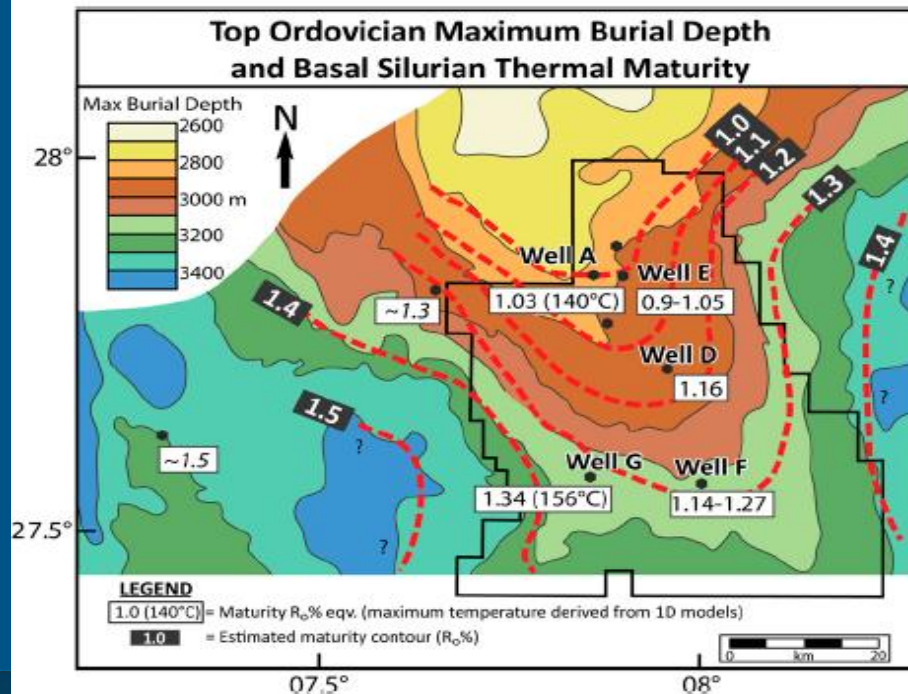 Top Ordovician Maximum Burial Depth
and Basal Silurian Thermal Maturity
Max Burial Depth
2600
2800
3000 m
3200
3400
N
28°
27.5°
07.5°
08°
1.0
1.1
1.2
1.3
1.4
1.4
1.5
Well A
1.03 (140°C)
Well E
0.9-1.05
~1.3
Well D
1.16
Well G
1.34 (156°C)
Well F
1.14-1.27
~1.5
?
?
?
?
LEGEND
1.0 (140°C) = Maturity Rₒ% eqv. (maximum temperature derived from 1D models)
1.0 = Estimated maturity contour (Rₒ%)
0 km 20